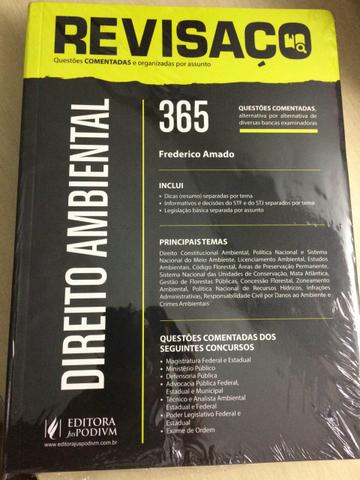 REVISAÇO
Questões COMENTADAS e organizadas por assunto
DIREITO AMBIENTAL
365
QUESTÕES COMENTADAS,
alternativa por alternativa de
diversas bancas examinadoras
Frederico Amado
INCLUI
• Dicas (resumo) separadas por tema
• Informativos e decisões do STF e do STJ separados por tema
• Legislação básica separada por assunto
PRINCIPAIS TEMAS
Direito Constitucional Ambiental, Política Nacional e Sistema
Nacional do Meio Ambiente, Licenciamento Ambiental, Estudos
Ambientais, Código Florestal, Áreas de Preservação Permanente,
Sistema Nacional das Unidades de Conservação, Mata Atlântica,
Gestão de Florestas Públicas, Concessão Florestal, Zoneamento
Ambiental, Política Nacional de Recursos Hídricos, Infrações
Administrativas, Responsabilidade Civil por Danos ao Ambiente e
Crimes Ambientais
QUESTÕES COMENTADAS DOS
SEGUINTES CONCURSOS
• Magistratura Federal e Estadual
• Ministério Público
• Defensoria Pública
• Advocacia Pública Federal,
Estadual e Municipal
• Técnico e Analista Ambiental
Estadual e Federal
• Poder Legislativo Federal e
Estadual
• Exame de Ordem
EDITORA
jusPODIVM
www.editorajuspodivm.com.br